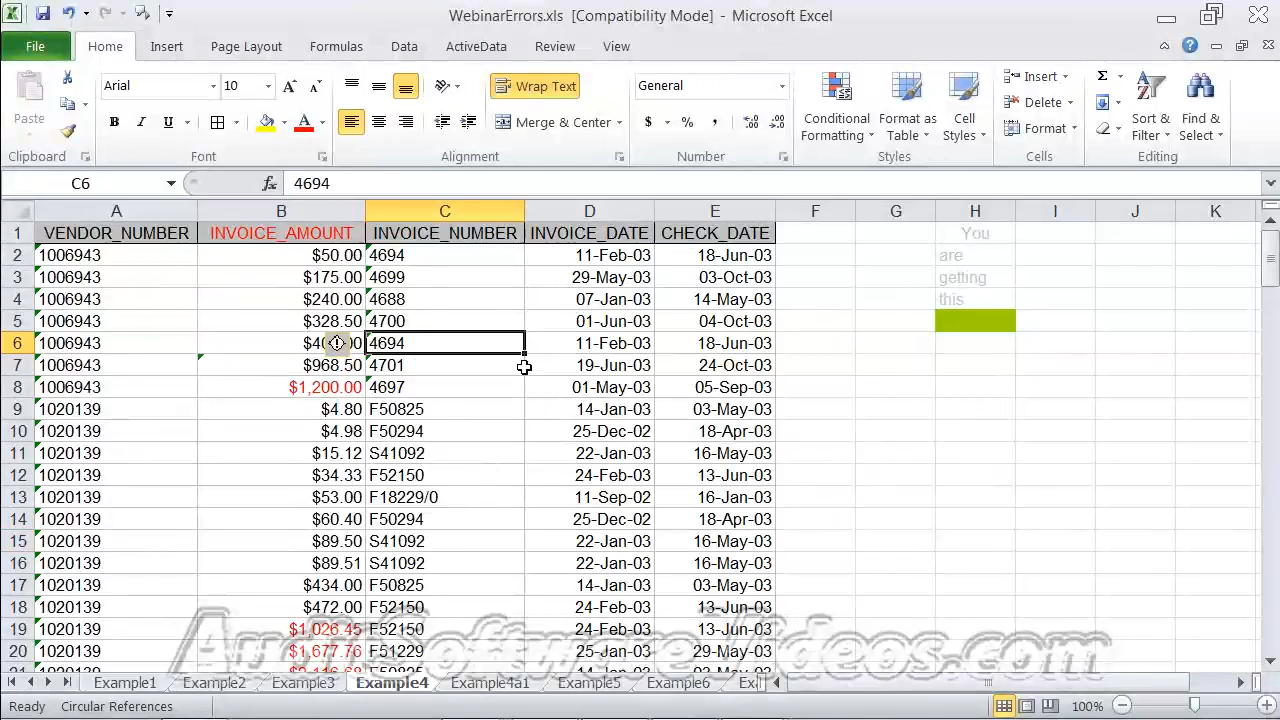 WebinarErrors.xls [Compatibility Mode] - Microsoft Excel
File Home Insert Page Layout Formulas Data ActiveData Review View
Arial 10 Wrap Text General Insert
Paste Delete
B I U Merge & Center $ % , Conditional Formatting Format as Table Cell Styles Format Sort & Filter Find & Select
Clipboard Font Alignment Number Styles Cells Editing
C6 fx 4694
A B C D E F G H I J K
1 VENDOR_NUMBER INVOICE_AMOUNT INVOICE_NUMBER INVOICE_DATE CHECK_DATE You
2 1006943 $50.00 4694 11-Feb-03 18-Jun-03 are
3 1006943 $175.00 4699 29-May-03 03-Oct-03 getting
4 1006943 $240.00 4688 07-Jan-03 14-May-03 this
5 1006943 $328.50 4700 01-Jun-03 04-Oct-03
6 1006943 4694 11-Feb-03 18-Jun-03
7 1006943 $968.50 4701 19-Jun-03 24-Oct-03
8 1006943 $1,200.00 4697 01-May-03 05-Sep-03
9 1020139 $4.80 F50825 14-Jan-03 03-May-03
10 1020139 $4.98 F50294 25-Dec-02 18-Apr-03
11 1020139 $15.12 S41092 22-Jan-03 16-May-03
12 1020139 $34.33 F52150 24-Feb-03 13-Jun-03
13 1020139 $53.00 F18229/0 11-Sep-02 16-Jan-03
14 1020139 $60.40 F50294 25-Dec-02 18-Apr-03
15 1020139 $89.50 S41092 22-Jan-03 16-May-03
16 1020139 $89.51 S41092 22-Jan-03 16-May-03
17 1020139 $434.00 F50825 14-Jan-03 03-May-03
18 1020139 $472.00 F52150 24-Feb-03 13-Jun-03
19 1020139 $1,026.45 F52150 24-Feb-03 13-Jun-03
20 1020139 $1,677.76 F51229 25-Jan-03 29-May-03
AuditSoftwareVideos.com
Example1 Example2 Example3 Example4 Example4a1 Example5 Example6
Ready Circular References 100%